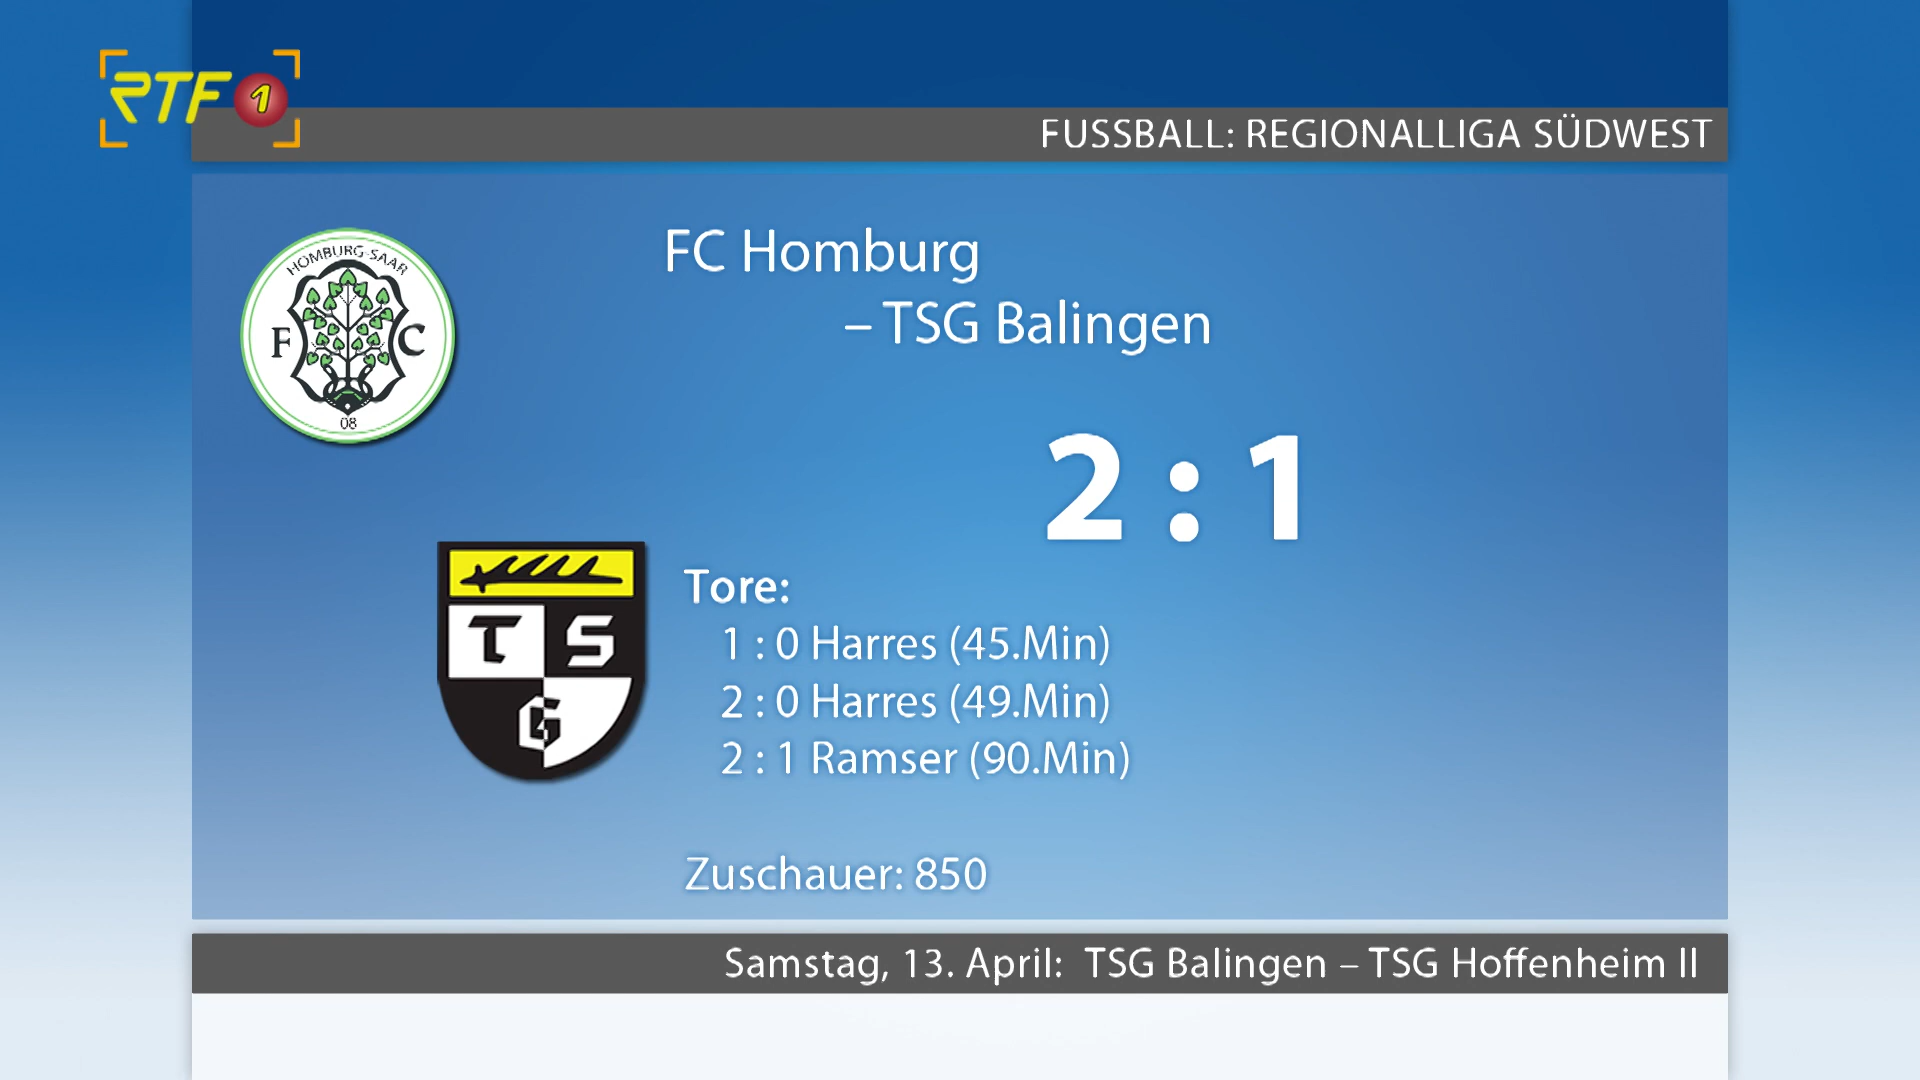 RTF 1
FUSSBALL: REGIONALLIGA SÜDWEST
HOMBURG-SAAR
F C
08
FC Homburg
– TSG Balingen
2 : 1
T S
G
Tore:
1 : 0 Harres (45.Min)
2 : 0 Harres (49.Min)
2 : 1 Ramser (90.Min)
Zuschauer: 850
Samstag, 13. April: TSG Balingen – TSG Hoffenheim II